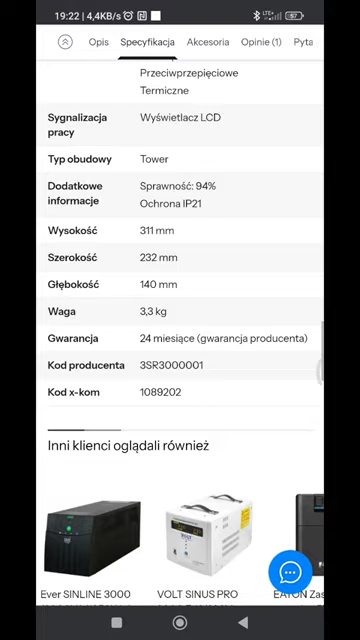 19:22 | 4,4KB/s
LTE+
57
Opis Specyfikacja Akcesoria Opinie (1) Pyta
Przeciwprzepięciowe
Termiczne
Sygnalizacja pracy Wyświetlacz LCD
Typ obudowy Tower
Dodatkowe informacje Sprawność: 94%
Ochrona IP21
Wysokość 311 mm
Szerokość 232 mm
Głębokość 140 mm
Waga 3,3 kg
Gwarancja 24 miesiące (gwarancja producenta)
Kod producenta 3SR3000001
Kod x-kom 1089202
Inni klienci oglądali również
Ever SINLINE 3000 VOLT SINUS PRO EATON Zas